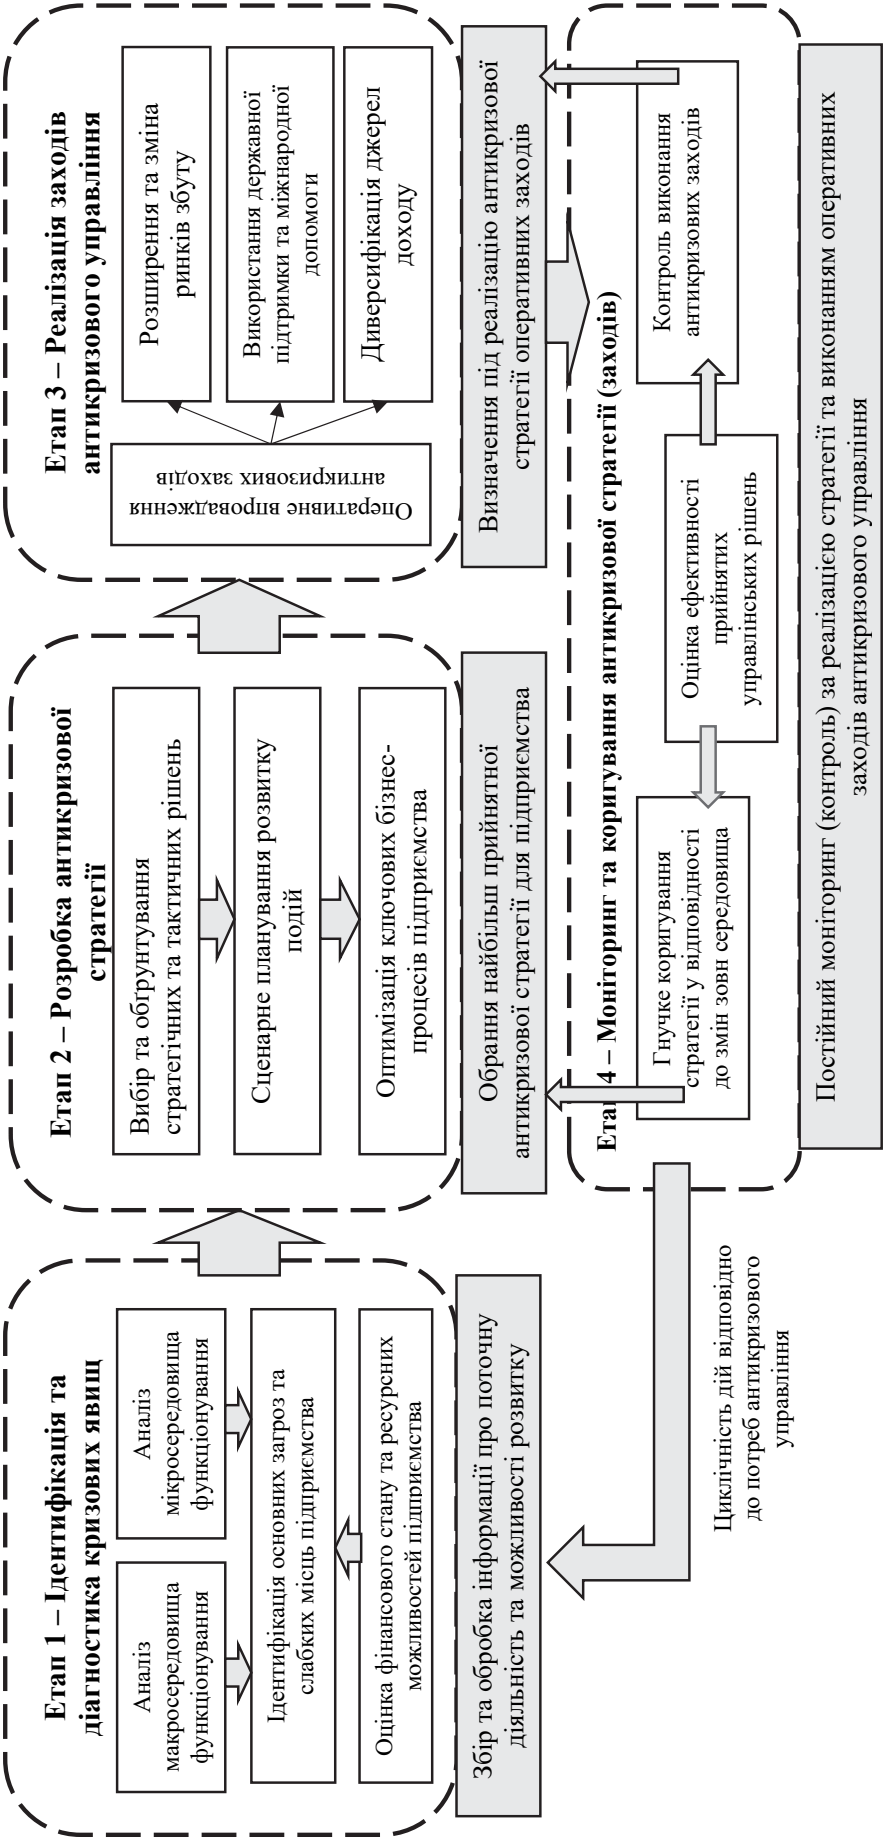 Етап 1 – Ідентифікація та
діагностика кризових явищ
Аналіз
макросередовища
функціонування
Аналіз
мікросередовища
функціонування
Ідентифікація основних загроз та
слабких місць підприємства
Оцінка фінансового стану та ресурсних
можливостей підприємства
Збір та обробка інформації про поточну
діяльність та можливості розвитку
Етап 2 – Розробка антикризової
стратегії
Вибір та обґрунтування
стратегічних та тактичних рішень
Сценарне планування розвитку
подій
Оптимізація ключових бізнес-
процесів підприємства
Обрання найбільш прийнятної
антикризової стратегії для підприємства
Етап 3 – Реалізація заходів
антикризового управління
Оперативне впровадження
антикризових заходів
Розширення та зміна
ринків збуту
Використання державної
підтримки та міжнародної
допомоги
Диверсифікація джерел
доходу
Визначення під реалізацію антикризової
стратегії оперативних заходів
Етап 4 – Моніторинг та коригування антикризової стратегії (заходів)
Гнучке коригування
стратегії у відповідності
до змін зовн середовища
Оцінка ефективності
прийнятих
управлінських рішень
Контроль виконання
антикризових заходів
Постійний моніторинг (контроль) за реалізацією стратегії та виконанням оперативних
заходів антикризового управління
Циклічність дій відповідно
до потреб антикризового
управління